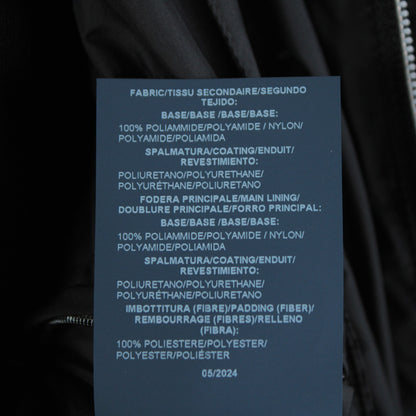 FABRIC/TISSU SECONDAIRE/SEGUNDO
TEJIDO:
BASE/BASE /BASE/BASE:
100% POLIAMMIDE/POLYAMIDE / NYLON/
POLYAMIDE/POLIAMIDA
SPALMATURA/COATING/ENDUIT/
REVESTIMIENTO:
POLIURETANO/POLYURETHANE/
POLYURÉTHANE/POLIURETANO
FODERA PRINCIPALE/MAIN LINING/
DOUBLURE PRINCIPALE/FORRO PRINCIPAL:
BASE/BASE /BASE/BASE:
100% POLIAMMIDE/POLYAMIDE / NYLON/
POLYAMIDE/POLIAMIDA
SPALMATURA/COATING/ENDUIT/
REVESTIMIENTO:
POLIURETANO/POLYURETHANE/
POLYURÉTHANE/POLIURETANO
IMBOTTITURA (FIBRE)/PADDING (FIBER)/
REMBOURRAGE (FIBRES)/RELLENO
(FIBRA):
100% POLIESTERE/POLYESTER/
POLYESTER/POLIÉSTER
05/2024